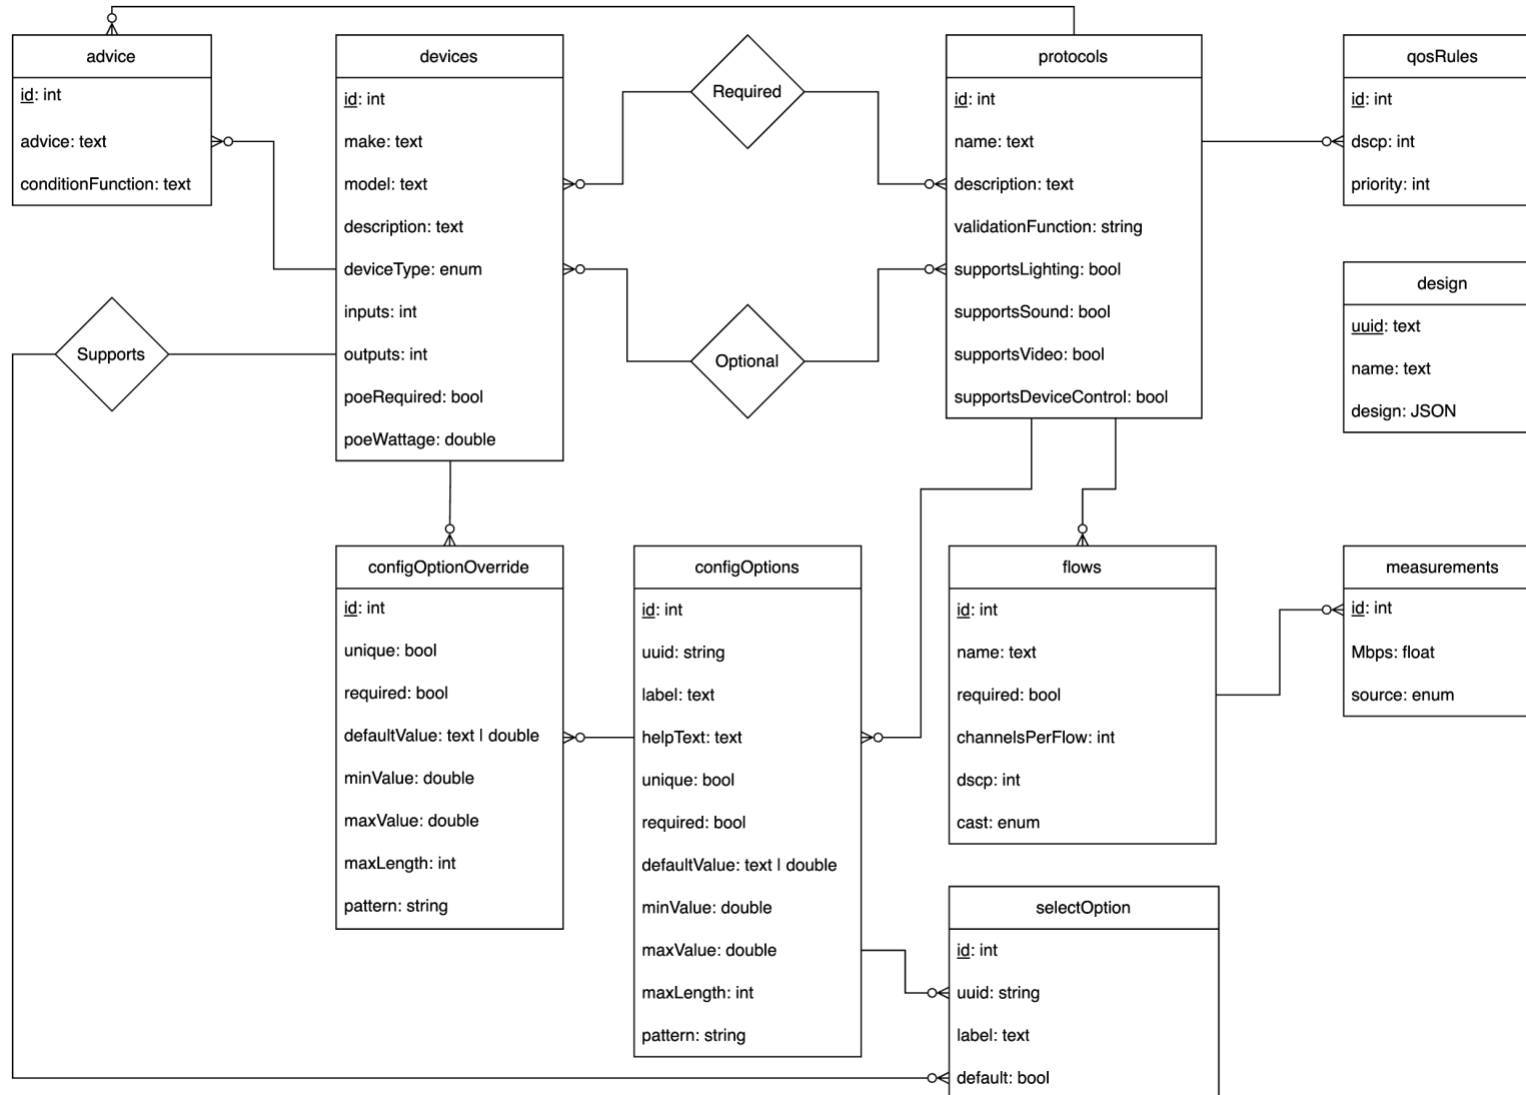 advice
id: int
advice: text
conditionFunction: text
devices
id: int
make: text
model: text
description: text
deviceType: enum
inputs: int
outputs: int
poeRequired: bool
poeWattage: double
Required
Optional
Supports
protocols
id: int
name: text
description: text
validationFunction: string
supportsLighting: bool
supportsSound: bool
supportsVideo: bool
supportsDeviceControl: bool
qosRules
id: int
dscp: int
priority: int
design
uuid: text
name: text
design: JSON
configOptionOverride
id: int
unique: bool
required: bool
defaultValue: text | double
minValue: double
maxValue: double
maxLength: int
pattern: string
configOptions
id: int
uuid: string
label: text
helpText: text
unique: bool
required: bool
defaultValue: text | double
minValue: double
maxValue: double
maxLength: int
pattern: string
flows
id: int
name: text
required: bool
channelsPerFlow: int
dscp: int
cast: enum
measurements
id: int
Mbps: float
source: enum
selectOption
id: int
uuid: string
label: text
default: bool